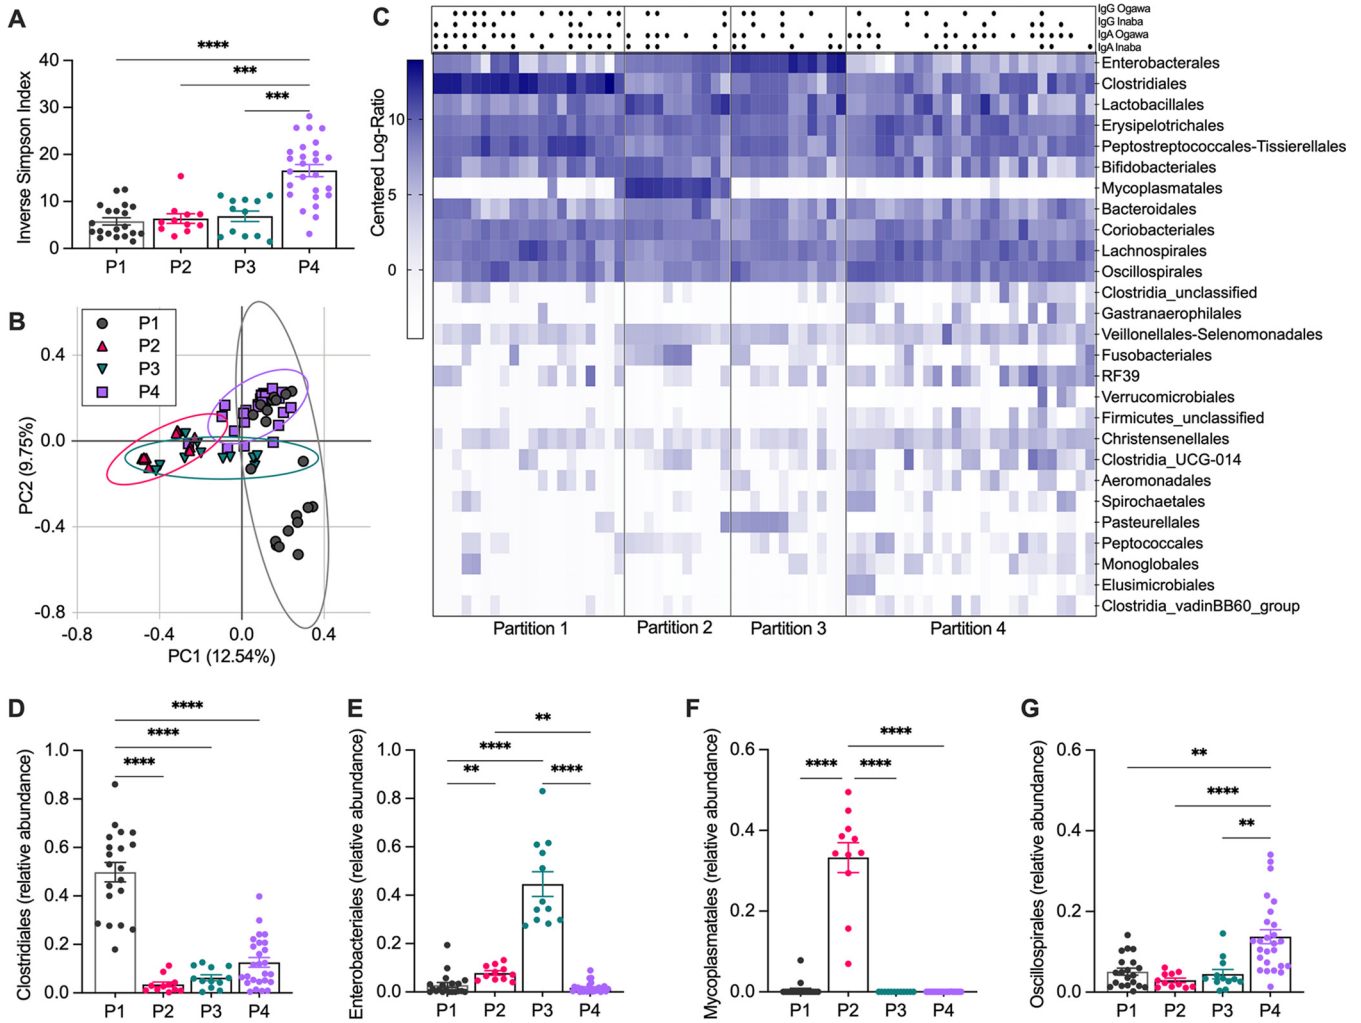 A
****
***
***
Inverse Simpson Index
40
30
20
10
0
P1 P2 P3 P4
B
P1
P2
P3
P4
PC2 (9.75%)
0.4
0.0
-0.4
-0.8
-0.8 -0.4 0.0 0.4
PC1 (12.54%)
C
IgG Ogawa
IgG Inaba
IgA Ogawa
IgA Inaba
Centered Log-Ratio
10
5
0
Enterobacterales
Clostridiales
Lactobacillales
Erysipelotrichales
Peptostreptococcales-Tissierellales
Bifidobacteriales
Mycoplasmatales
Bacteroidales
Coriobacteriales
Lachnospirales
Oscillospirales
Clostridia_unclassified
Gastranaerophilales
Veillonellales-Selenomonadales
Fusobacteriales
RF39
Verrucomicrobiales
Firmicutes_unclassified
Christensenellales
Clostridia_UCG-014
Aeromonadales
Spirochaetales
Pasteurellales
Peptococcales
Monoglobales
Elusimicrobiales
Clostridia_vadinBB60_group
Partition 1 Partition 2 Partition 3 Partition 4
D
****
****
****
Clostridiales (relative abundance)
1.0
0.8
0.6
0.4
0.2
0.0
P1 P2 P3 P4
E
**
****
** ****
Enterobacteriales (relative abundance)
1.0
0.8
0.6
0.4
0.2
0.0
P1 P2 P3 P4
F
****
**** ****
Mycoplasmatales (relative abundance)
0.6
0.4
0.2
0.0
P1 P2 P3 P4
G
**
****
**
Oscillospirales (relative abundance)
0.6
0.4
0.2
0.0
P1 P2 P3 P4